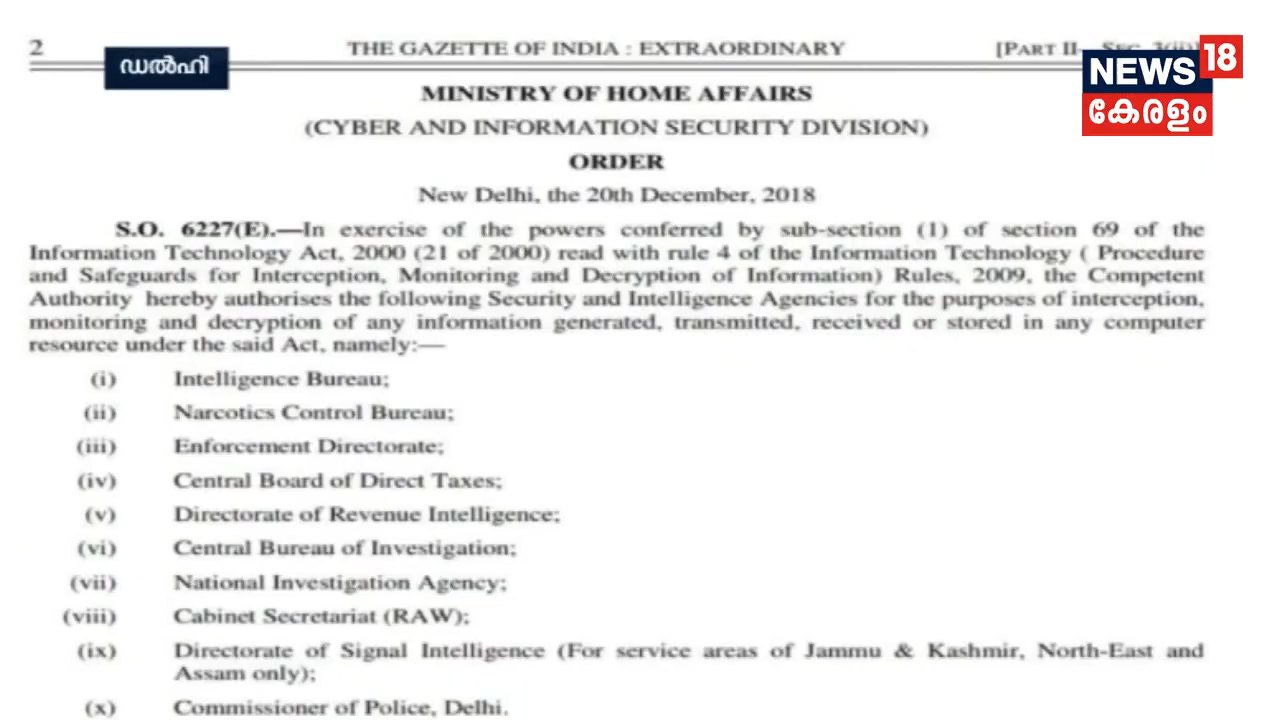 2
THE GAZETTE OF INDIA : EXTRAORDINARY
[PART II—
ഡൽഹി
NEWS 18
കേരളം
MINISTRY OF HOME AFFAIRS
(CYBER AND INFORMATION SECURITY DIVISION)
ORDER
New Delhi, the 20th December, 2018
S.O. 6227(E).—In exercise of the powers conferred by sub-section (1) of section 69 of the
Information Technology Act, 2000 (21 of 2000) read with rule 4 of the Information Technology ( Procedure
and Safeguards for Interception, Monitoring and Decryption of Information) Rules, 2009, the Competent
Authority hereby authorises the following Security and Intelligence Agencies for the purposes of interception,
monitoring and decryption of any information generated, transmitted, received or stored in any computer
resource under the said Act, namely:—
(i) Intelligence Bureau;
(ii) Narcotics Control Bureau;
(iii) Enforcement Directorate;
(iv) Central Board of Direct Taxes;
(v) Directorate of Revenue Intelligence;
(vi) Central Bureau of Investigation;
(vii) National Investigation Agency;
(viii) Cabinet Secretariat (RAW);
(ix) Directorate of Signal Intelligence (For service areas of Jammu & Kashmir, North-East and
Assam only);
(x) Commissioner of Police, Delhi.